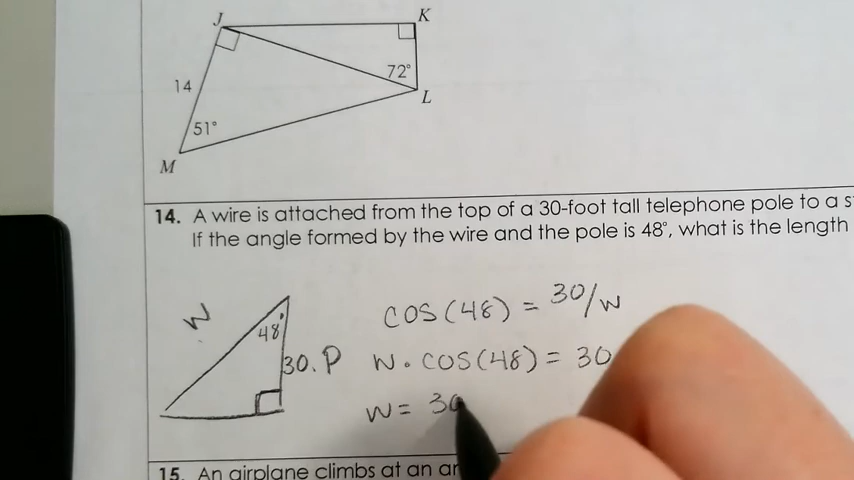 J
K
14
72°
L
51°
M
14. A wire is attached from the top of a 30-foot tall telephone pole to a s
If the angle formed by the wire and the pole is 48°, what is the length
W
48°
30. P
COS(48) = 30/W
W • COS(48) = 30
W = 30
15. An airplane climbs at an an